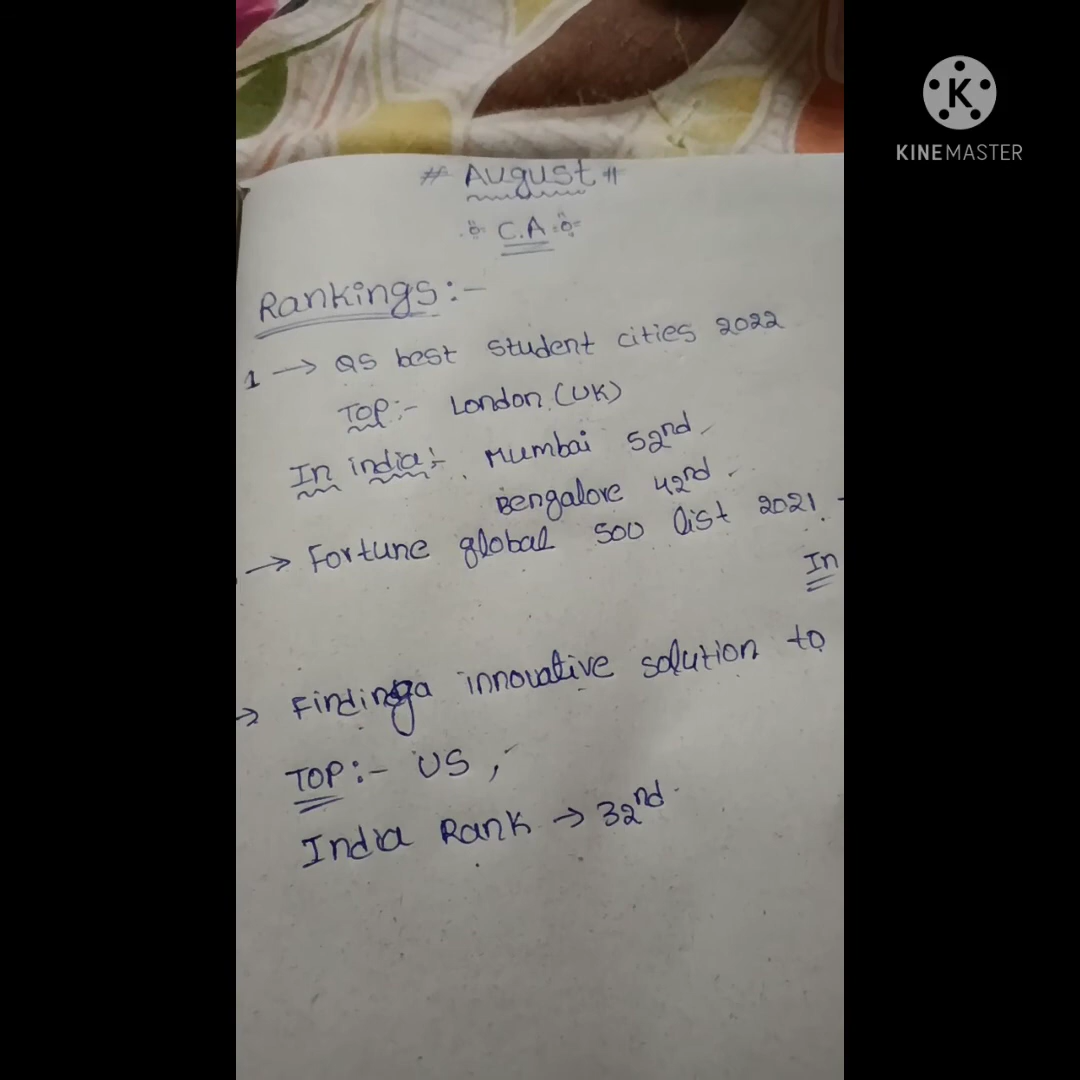 # August #
C.A
Rankings:-
1 → QS best student cities 2022
TOP:- London (UK)
In india:- Mumbai 52nd
Bengalore 42nd
→ Fortune global 500 list 2021 -
In
→ Findinga innovative solution to
TOP:- US,
India Rank → 32nd
K
KINEMASTER